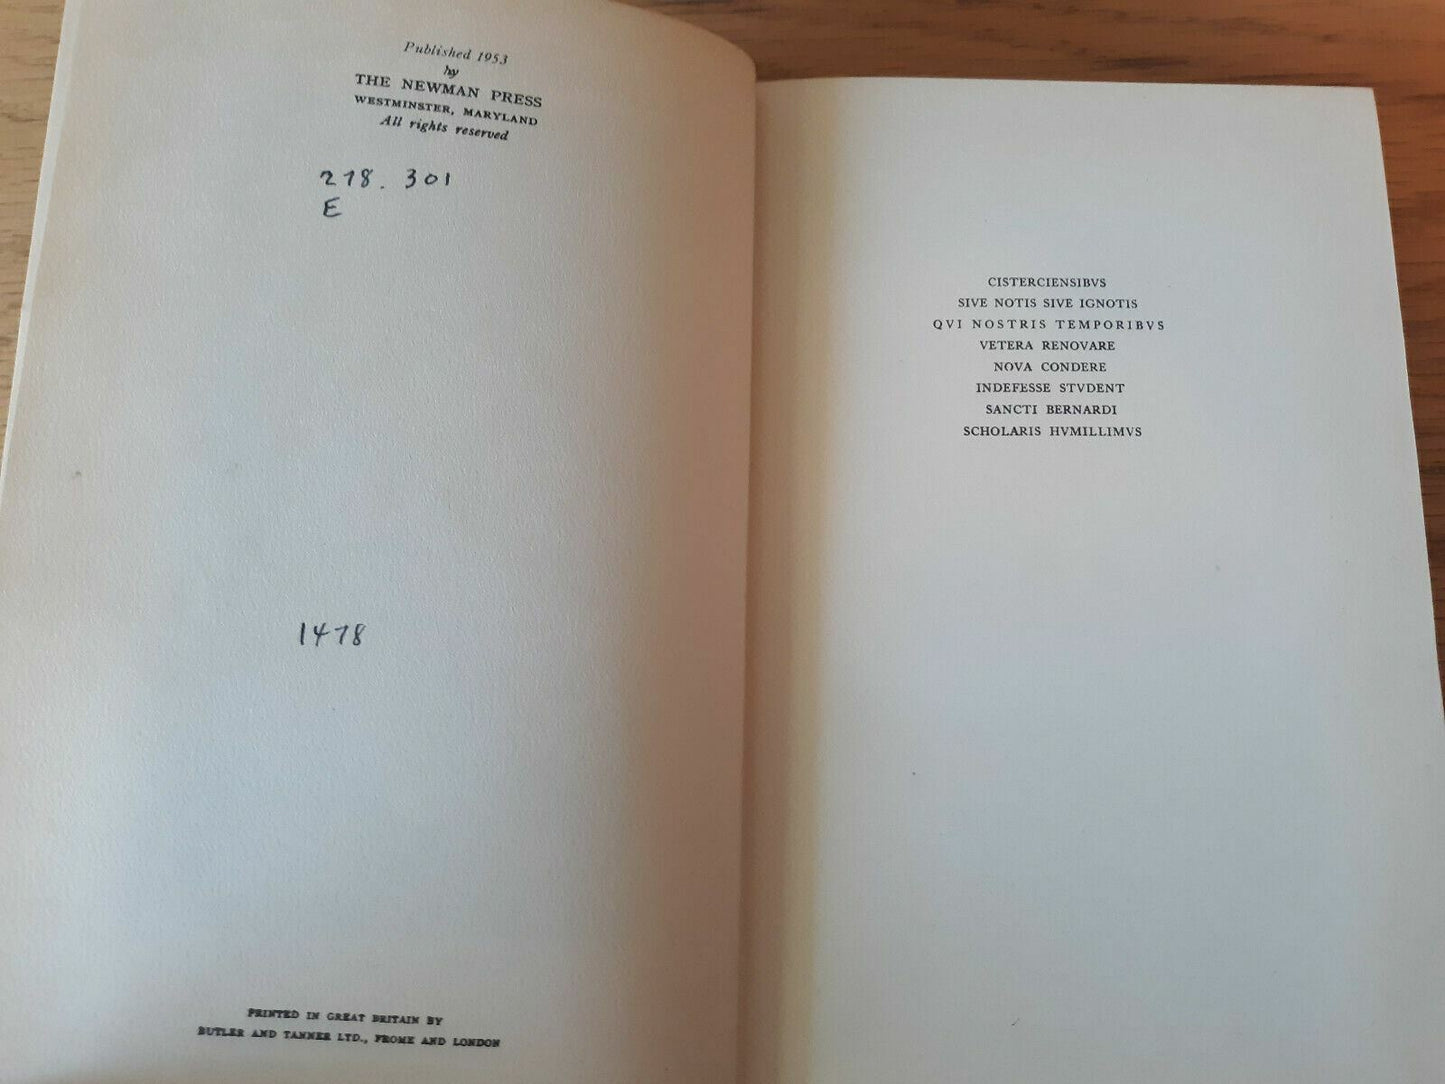 Published 1953
by
THE NEWMAN PRESS
WESTMINSTER, MARYLAND
All rights reserved
278. 301
E
1478
PRINTED IN GREAT BRITAIN BY
BUTLER AND TANNER LTD., FROME AND LONDON
CISTERCIENSIBVS
SIVE NOTIS SIVE IGNOTIS
QVI NOSTRIS TEMPORIBVS
VETERA RENOVARE
NOVA CONDERE
INDEFESSE STVDENT
SANCTI BERNARDI
SCHOLARIS HVMILLIMVS